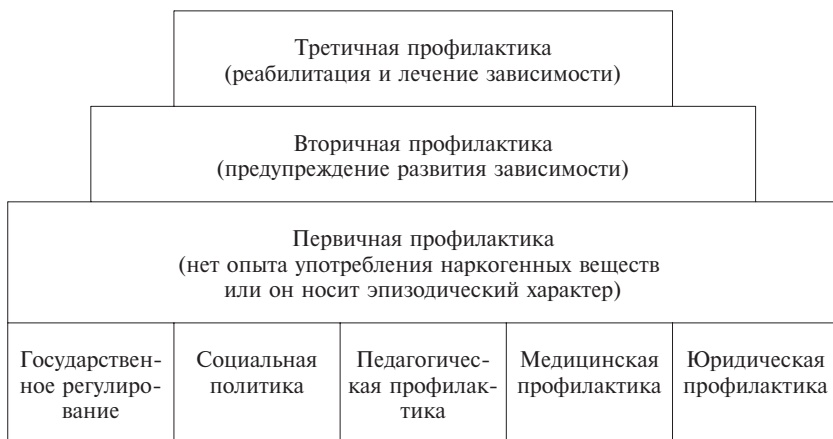 Третичная профилактика
(реабилитация и лечение зависимости)
Вторичная профилактика
(предупреждение развития зависимости)
Первичная профилактика
(нет опыта употребления наркогенных веществ
или он носит эпизодический характер)
Государствен-
ное регулиро-
вание
Социальная
политика
Педагогичес-
кая профилак-
тика
Медицинская
профилактика
Юридическая
профилактика